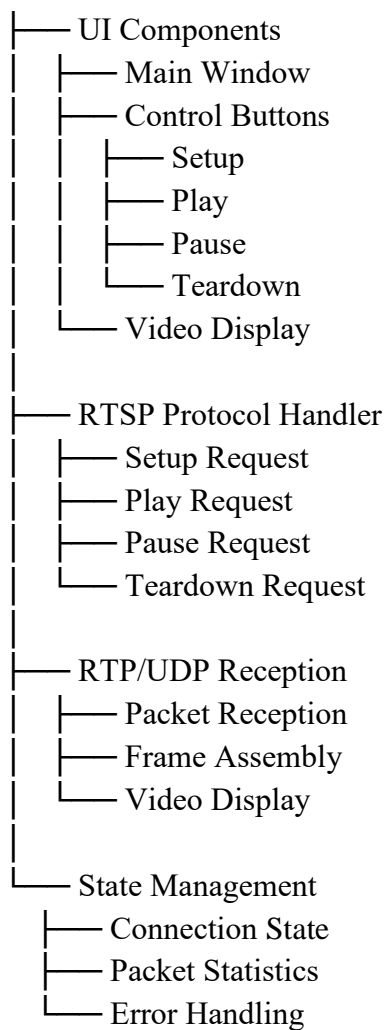 UI Components
Main Window
Control Buttons
Setup
Play
Pause
Teardown
Video Display
RTSP Protocol Handler
Setup Request
Play Request
Pause Request
Teardown Request
RTP/UDP Reception
Packet Reception
Frame Assembly
Video Display
State Management
Connection State
Packet Statistics
Error Handling